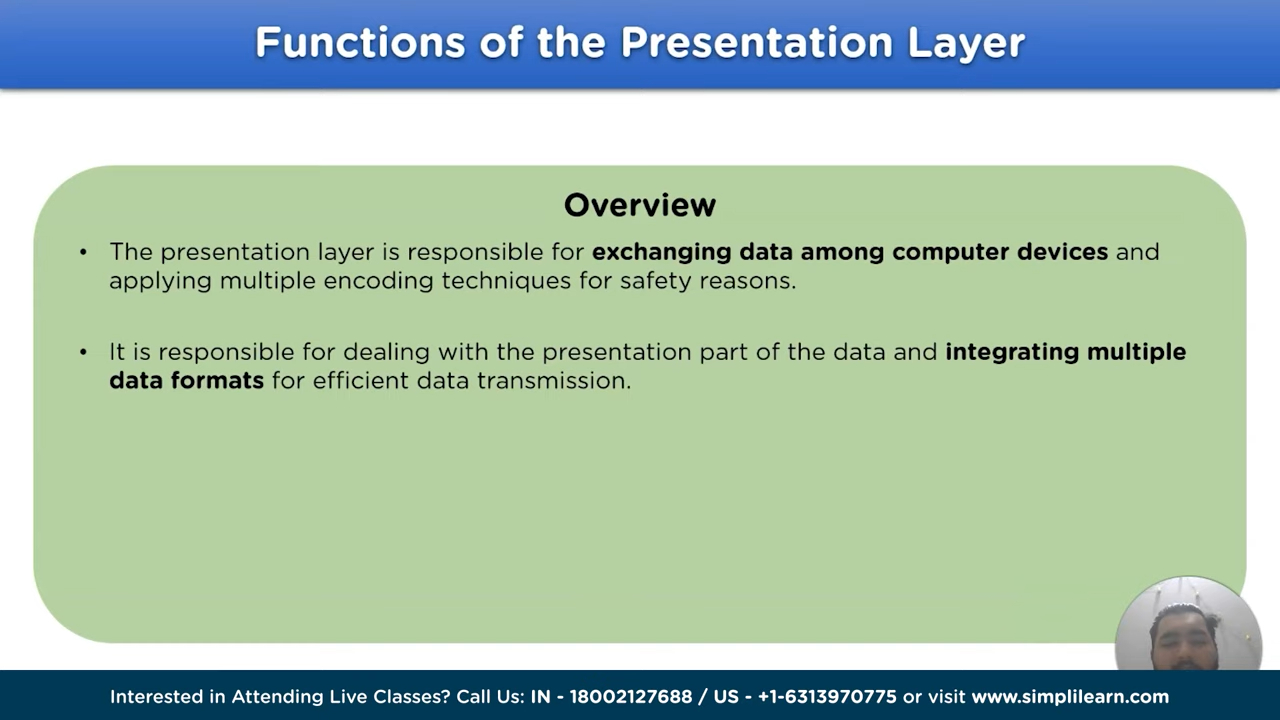 Functions of the Presentation Layer
Overview
• The presentation layer is responsible for exchanging data among computer devices and
applying multiple encoding techniques for safety reasons.
• It is responsible for dealing with the presentation part of the data and integrating multiple
data formats for efficient data transmission.
Interested in Attending Live Classes? Call Us: IN - 18002127688 / US - +1-6313970775 or visit www.simplilearn.com